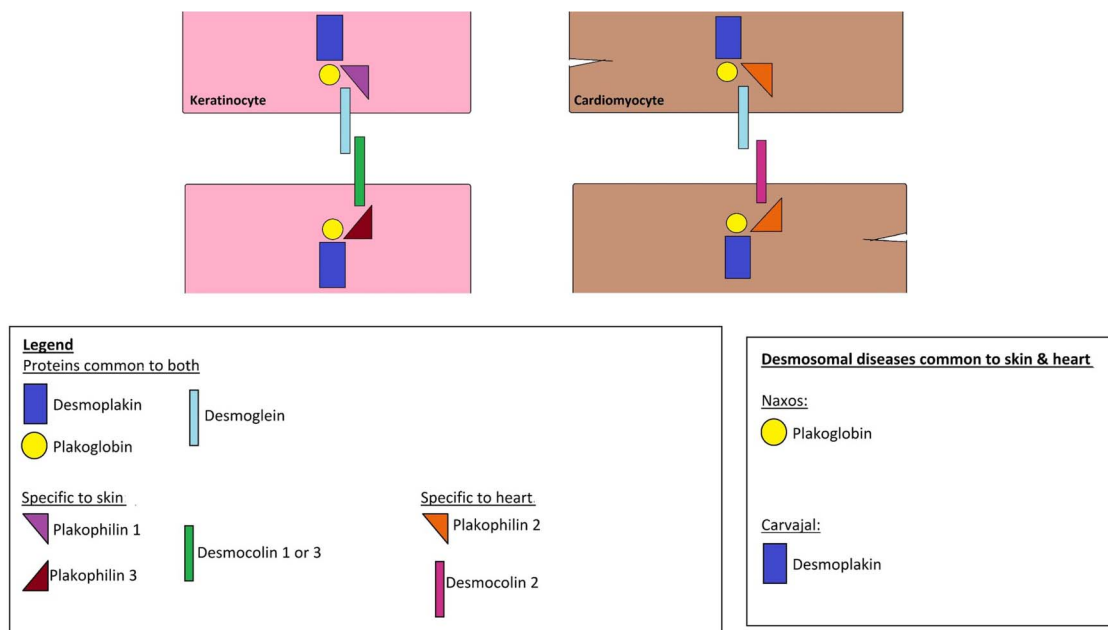 Keratinocyte
Cardiomyocyte
Legend
Proteins common to both
Desmoplakin
Desmoglein
Plakoglobin
Specific to skin
Specific to heart
Plakophilin 1
Plakophilin 2
Desmocolin 1 or 3
Plakophilin 3
Desmocolin 2
Desmosomal diseases common to skin & heart
Naxos:
Plakoglobin
Carvajal:
Desmoplakin